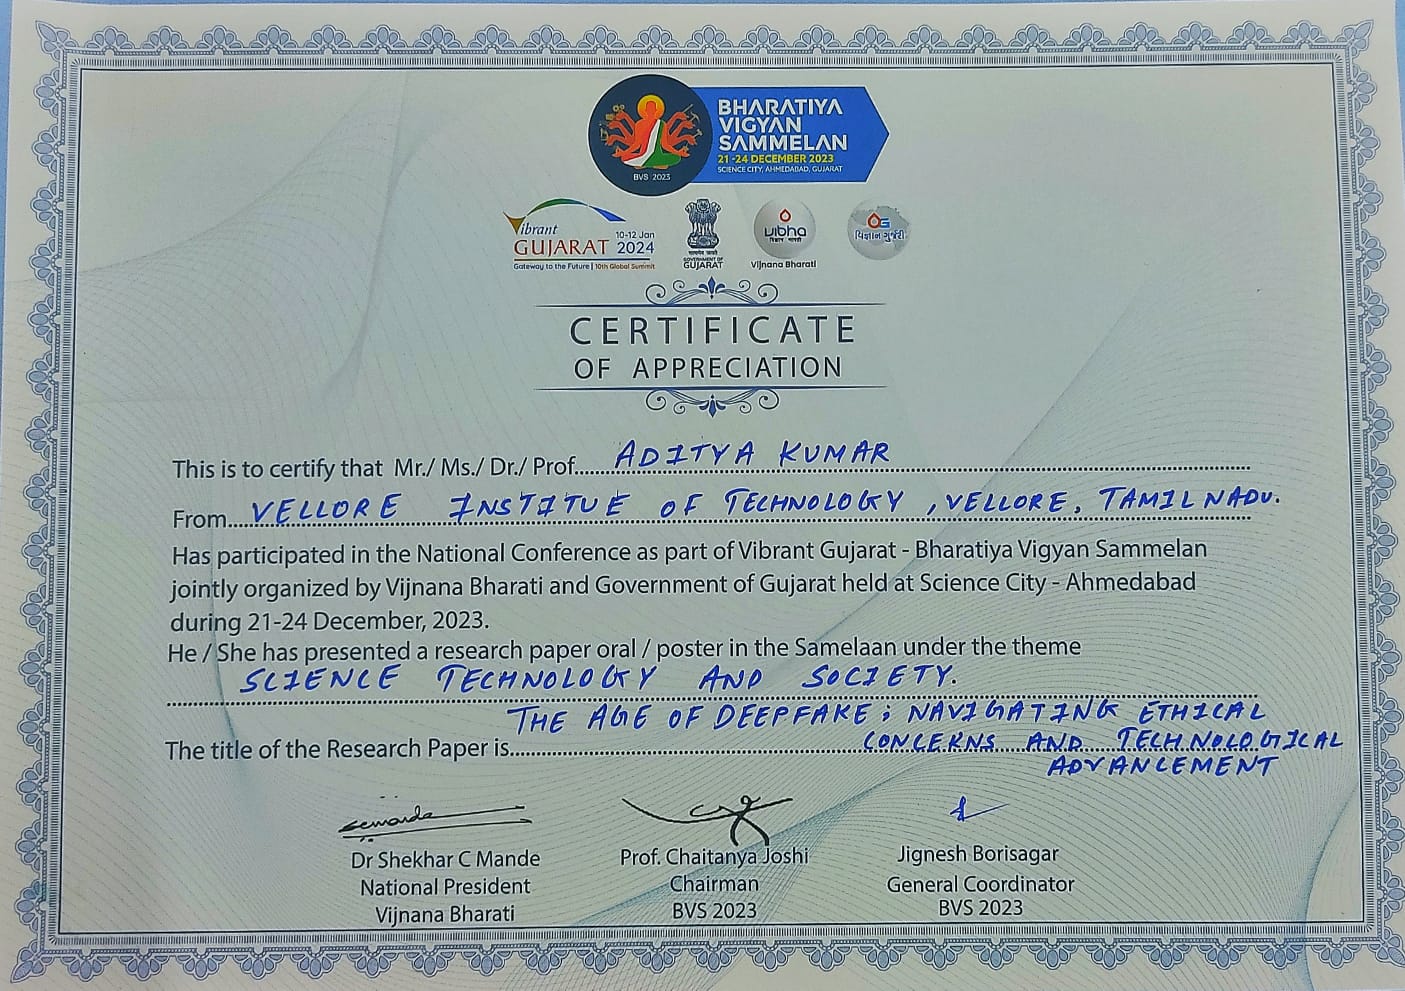 BHARATIYA
VIGYAN
SAMMELAN
21-24 DECEMBER 2023
SCIENCE CITY, AHMEDABAD, GUJARAT
BVS 2023
Vibrant
GUJARAT
10-12 Jan
2024
Gateway to the Future | 10th Global Summit
GOVERNMENT OF
GUJARAT
vibha
विज्ञान भारती
Vijnana Bharati
વિજ્ઞાન ગુર્જરી
CERTIFICATE
OF APPRECIATION
This is to certify that Mr./ Ms./ Dr./ Prof..... ADITYA KUMAR
From.... VELLORE INSTITUE OF TECHNOLOGY , VELLORE, TAMIL NADU.
Has participated in the National Conference as part of Vibrant Gujarat - Bharatiya Vigyan Sammelan
jointly organized by Vijnana Bharati and Government of Gujarat held at Science City - Ahmedabad
during 21-24 December, 2023.
He / She has presented a research paper oral / poster in the Samelaan under the theme
SCIENCE TECHNOLOGY AND SOCIETY.
The title of the Research Paper is.... THE AGE OF DEEPFAKE ; NAVIGATING ETHICAL
CONCERNS AND TECHNOLOGICAL
ADVANCEMENT
Dr Shekhar C Mande
National President
Vijnana Bharati
Prof. Chaitanya Joshi
Chairman
BVS 2023
Jignesh Borisagar
General Coordinator
BVS 2023